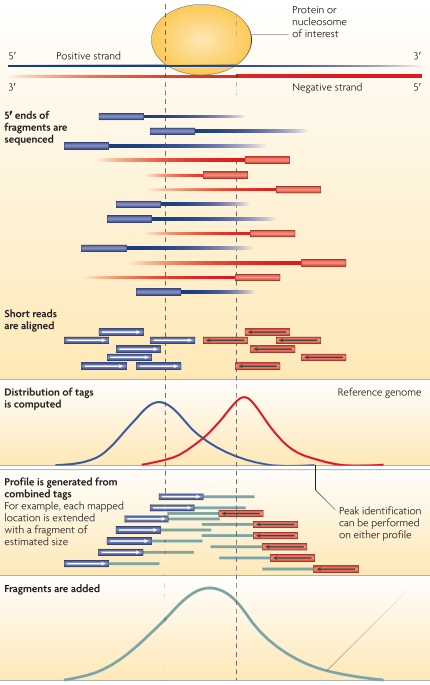 Protein or
nucleosome
of interest
5′
Positive strand
3′
3′
Negative strand
5′
5′ ends of
fragments are
sequenced
Short reads
are aligned
Distribution of tags
is computed
Reference genome
Profile is generated from
combined tags
For example, each mapped
location is extended
with a fragment of
estimated size
Peak identification
can be performed
on either profile
Fragments are added